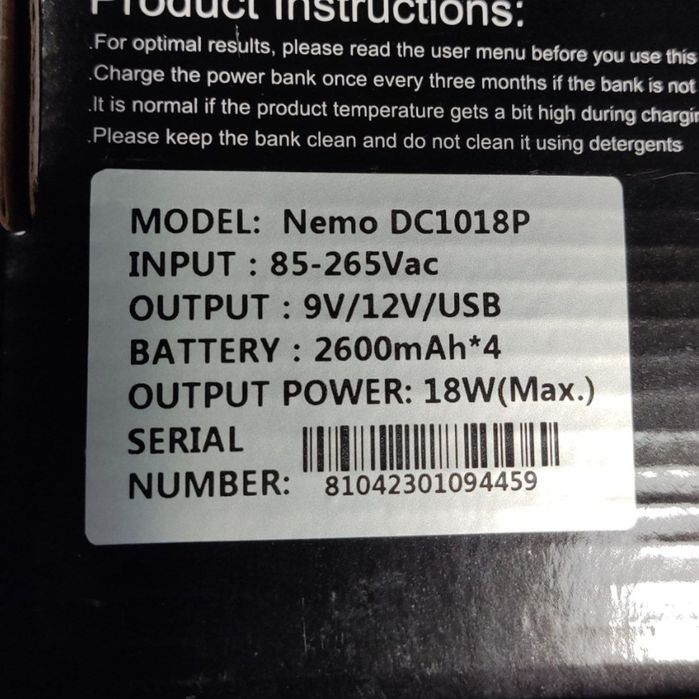 Product Instructions:
.For optimal results, please read the user menu before you use this
.Charge the power bank once every three months if the bank is not
.It is normal if the product temperature gets a bit high during
.Please keep the bank clean and do not clean it using detergents
MODEL: Nemo DC1018P
INPUT : 85-265Vac
OUTPUT : 9V/12V/USB
BATTERY : 2600mAh*4
OUTPUT POWER: 18W(Max.)
SERIAL
NUMBER: 81042301094459